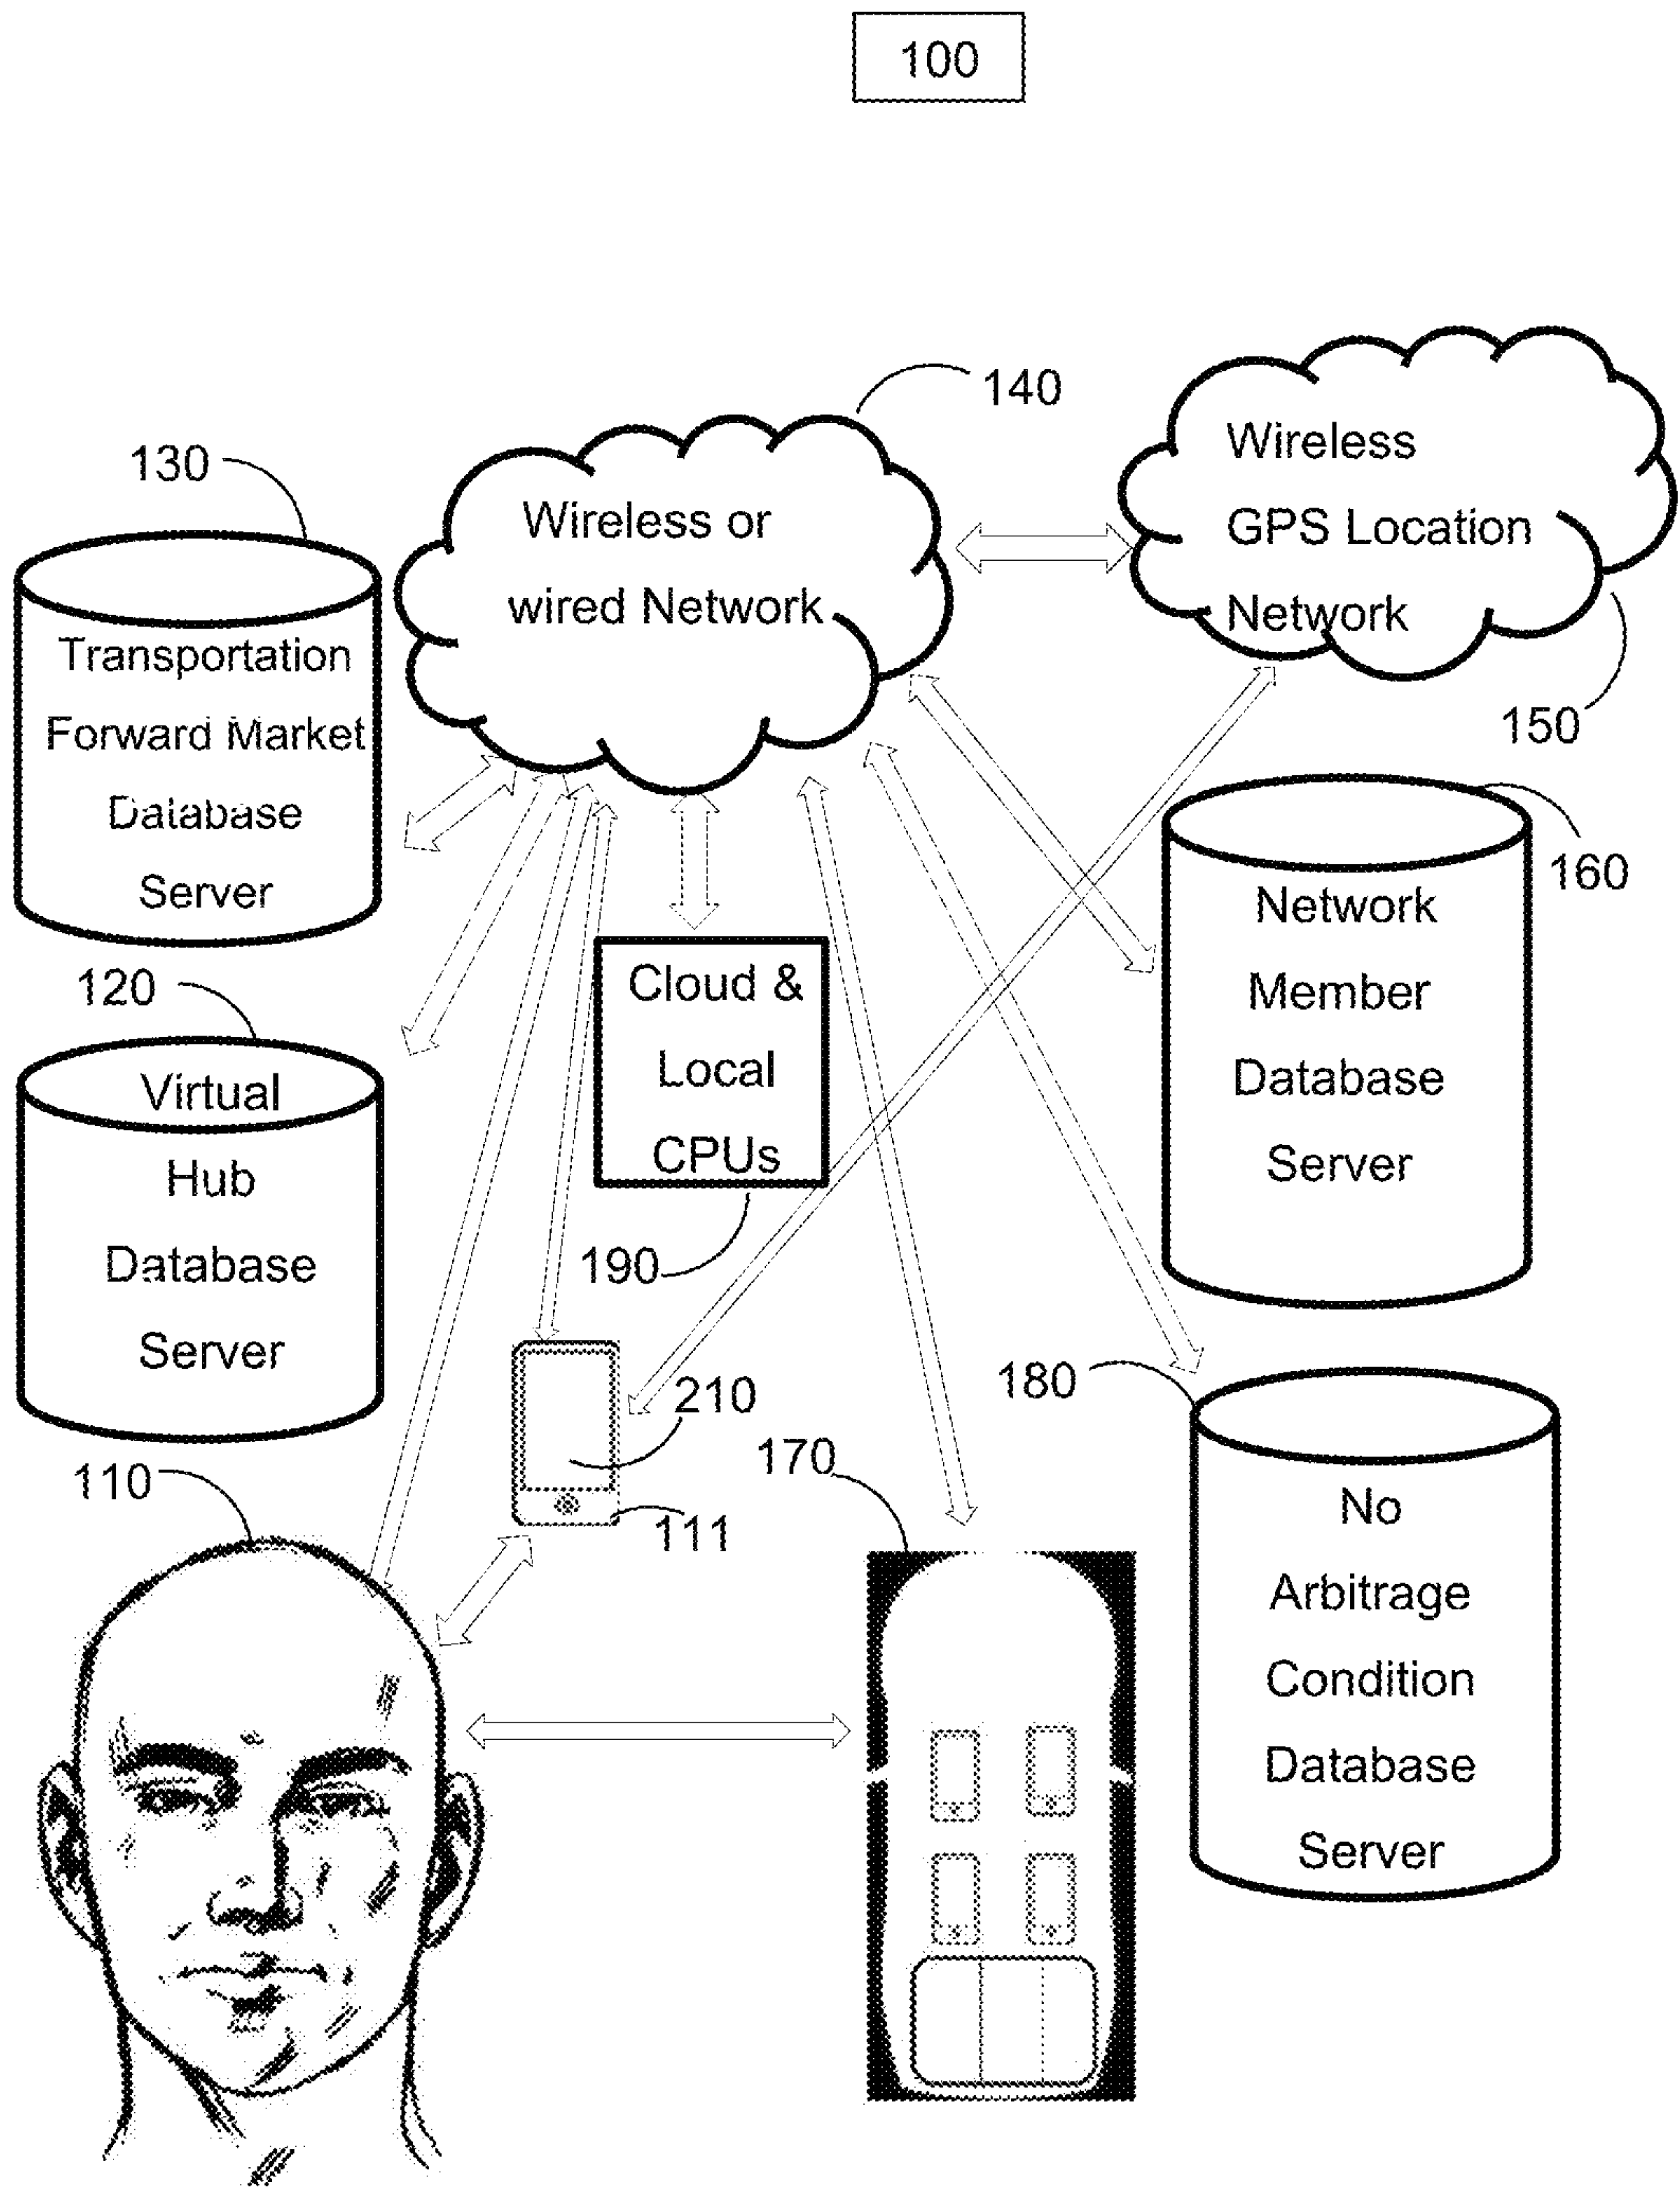 100
140
Wireless or
wired Network
Wireless
GPS Location
Network
150
130
Transportation
Forward Market
Database
Server
160
Network
Member
Database
Server
120
Virtual
Hub
Database
Server
Cloud &
Local
CPUs
190
210
111
110
170
180
No
Arbitrage
Condition
Database
Server